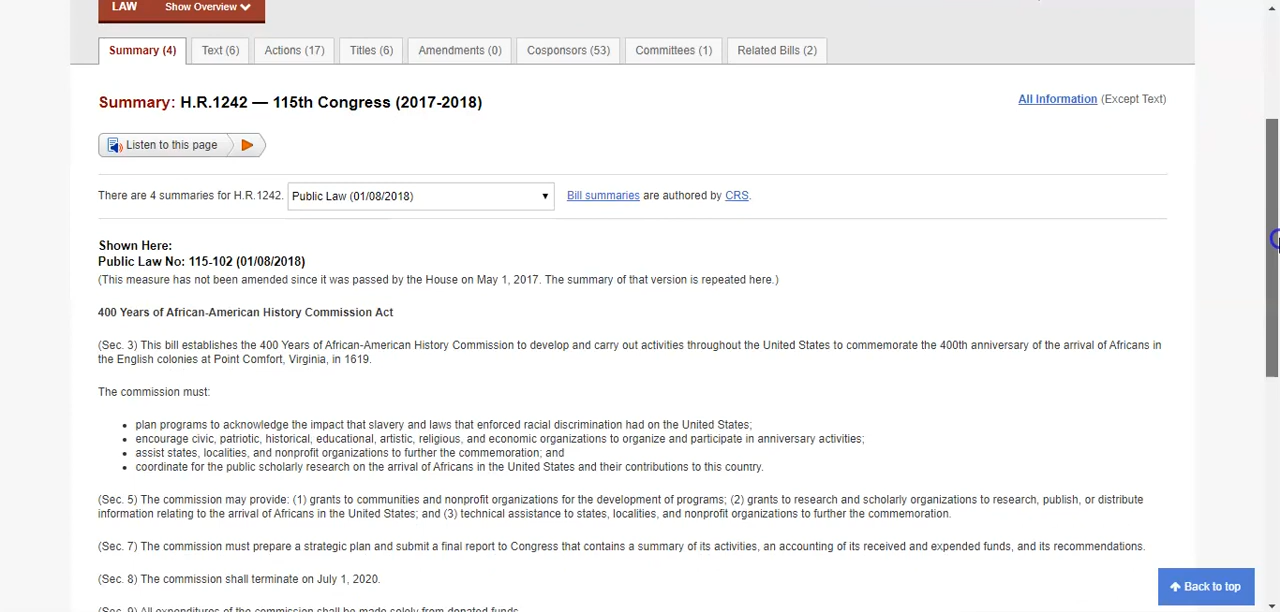 LAW Show Overview
Summary (4) Text (6) Actions (17) Titles (6) Amendments (0) Cosponsors (53) Committees (1) Related Bills (2)
Summary: H.R.1242 — 115th Congress (2017-2018)
All Information (Except Text)
Listen to this page
There are 4 summaries for H.R.1242. Public Law (01/08/2018) Bill summaries are authored by CRS.
Shown Here:
Public Law No: 115-102 (01/08/2018)
(This measure has not been amended since it was passed by the House on May 1, 2017. The summary of that version is repeated here.)
400 Years of African-American History Commission Act
(Sec. 3) This bill establishes the 400 Years of African-American History Commission to develop and carry out activities throughout the United States to commemorate the 400th anniversary of the arrival of Africans in
the English colonies at Point Comfort, Virginia, in 1619.
The commission must:
• plan programs to acknowledge the impact that slavery and laws that enforced racial discrimination had on the United States;
• encourage civic, patriotic, historical, educational, artistic, religious, and economic organizations to organize and participate in anniversary activities;
• assist states, localities, and nonprofit organizations to further the commemoration; and
• coordinate for the public scholarly research on the arrival of Africans in the United States and their contributions to this country.
(Sec. 5) The commission may provide: (1) grants to communities and nonprofit organizations for the development of programs; (2) grants to research and scholarly organizations to research, publish, or distribute
information relating to the arrival of Africans in the United States; and (3) technical assistance to states, localities, and nonprofit organizations to further the commemoration.
(Sec. 7) The commission must prepare a strategic plan and submit a final report to Congress that contains a summary of its activities, an accounting of its received and expended funds, and its recommendations.
(Sec. 8) The commission shall terminate on July 1, 2020.
Back to top
(Sec. 9) All expenditures of the commission shall be made solely from donated funds.